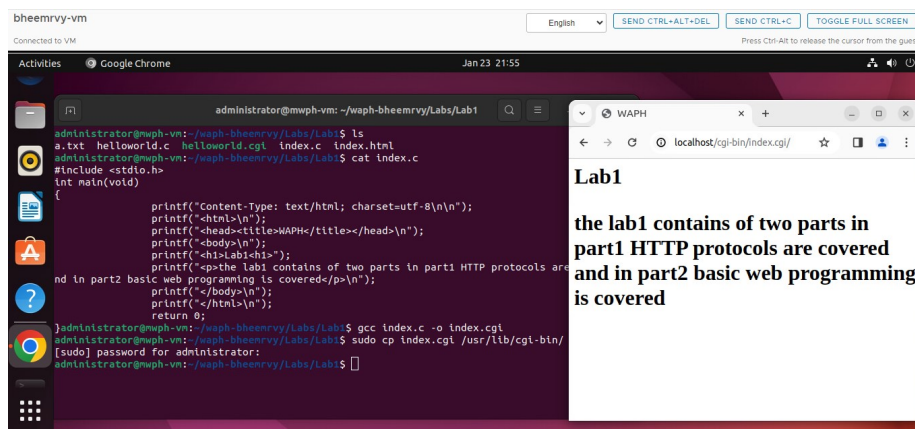 bheemrvy-vm
English
SEND CTRL+ALT+DEL
SEND CTRL+C
TOGGLE FULL SCREEN
Connected to VM
Press Ctrl-Alt to release the cursor from the gues
Activities
Google Chrome
Jan 23 21:55
administrator@mwph-vm: ~/waph-bheemrvy/Labs/Lab1
administrator@mwph-vm:~/waph-bheemrvy/Labs/Lab1$ ls
a.txt helloworld.c helloworld.cgi index.c index.html
administrator@mwph-vm:~/waph-bheemrvy/Labs/Lab1$ cat index.c
#include <stdio.h>
int main(void)
{
printf("Content-Type: text/html; charset=utf-8\n\n");
printf("<html>\n");
printf("<head><title>WAPH</title></head>\n");
printf("<body>\n");
printf("<h1>Lab1<h1>");
printf("<p>the lab1 contains of two parts in part1 HTTP protocols are
nd in part2 basic web programming is covered</p>\n");
printf("</body>\n");
printf("</html>\n");
return 0;
}administrator@mwph-vm:~/waph-bheemrvy/Labs/Lab1$ gcc index.c -o index.cgi
administrator@mwph-vm:~/waph-bheemrvy/Labs/Lab1$ sudo cp index.cgi /usr/lib/cgi-bin/
[sudo] password for administrator:
administrator@mwph-vm:~/waph-bheemrvy/Labs/Lab1$
WAPH
localhost/cgi-bin/index.cgi/
Lab1
the lab1 contains of two parts in
part1 HTTP protocols are covered
and in part2 basic web programming
is covered